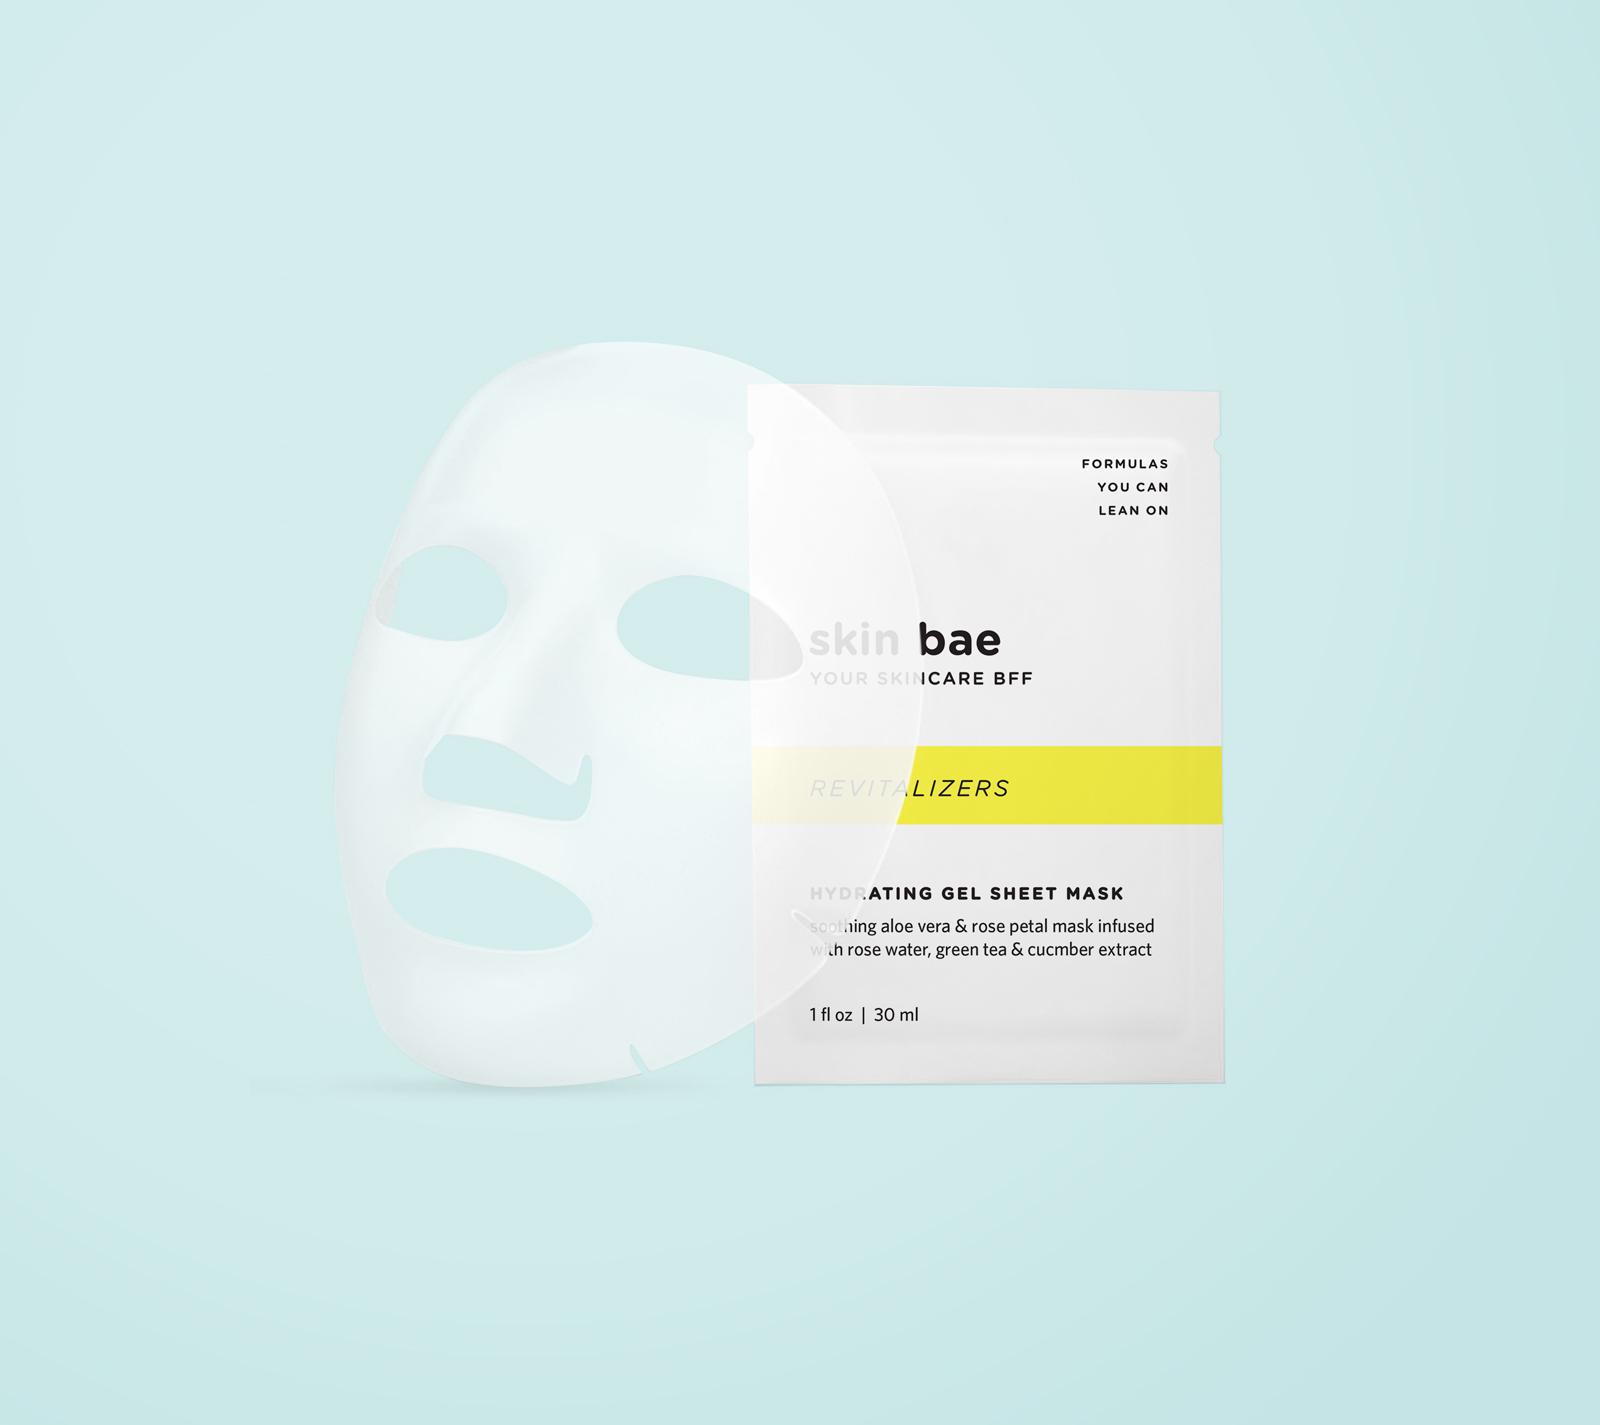 FORMULAS
YOU CAN
LEAN ON
skin bae
YOUR SKINCARE BFF
REVITALIZERS
HYDRATING GEL SHEET MASK
soothing aloe vera & rose petal mask infused
with rose water, green tea & cucmber extract
1 fl oz | 30 ml